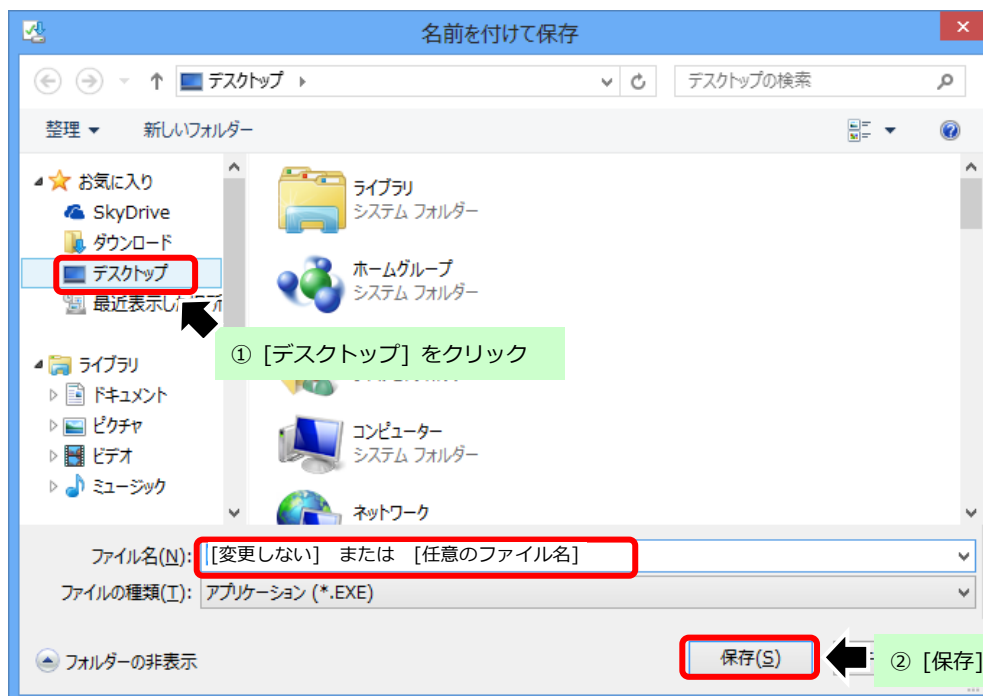 名前を付けて保存
デスクトップ
デスクトップの検索
整理 新しいフォルダー
お気に入り
SkyDrive
ダウンロード
デスクトップ
最近表示した
ライブラリ
ドキュメント
ピクチャ
ビデオ
ミュージック
ライブラリ
システム フォルダー
ホームグループ
システム フォルダー
① [デスクトップ] をクリック
コンピューター
システム フォルダー
ネットワーク
ファイル名(N): [変更しない] または [任意のファイル名]
ファイルの種類(T): アプリケーション (*.EXE)
フォルダーの非表示
保存(S)
② [保存]